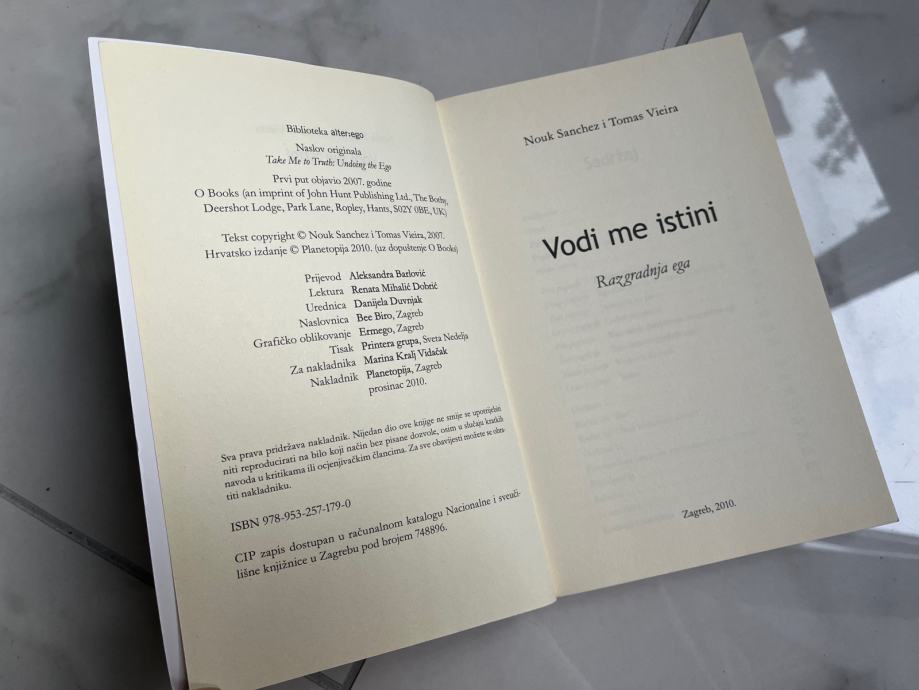 Biblioteka alter:ego
Naslov originala
Take Me to Truth: Undoing the Ego
Prvi put objavio 2007. godine
O Books (an imprint of John Hunt Publishing Ltd., The Bothy,
Deershot Lodge, Park Lane, Ropley, Hants, S02Y 0BE, UK)
Tekst copyright © Nouk Sanchez i Tomas Vieira, 2007.
Hrvatsko izdanje © Planetopija 2010. (uz dopuštenje O Books)
Prijevod Aleksandra Barlović
Lektura Renata Mihalić Dobrić
Urednica Danijela Duvnjak
Naslovnica Bee Biro, Zagreb
Grafičko oblikovanje Ermego, Zagreb
Tisak Printera grupa, Sveta Nedelja
Za nakladnika Marina Kralj Vidačak
Nakladnik Planetopija, Zagreb
prosinac 2010.
Sva prava pridržava nakladnik. Nijedan dio ove knjige ne smije se upotrijebiti
niti reproducirati na bilo koji način bez pisane dozvole, osim u slučaju kratkih
navoda u kritikama ili ocjenjivačkim člancima. Za sve obavijesti možete se obra-
titi nakladniku.
ISBN 978-953-257-179-0
CIP zapis dostupan u računalnom katalogu Nacionalne i sveuči-
lišne knjižnice u Zagrebu pod brojem 748896.
Nouk Sanchez i Tomas Vieira
Vodi me istini
Razgradnja ega
Zagreb, 2010.